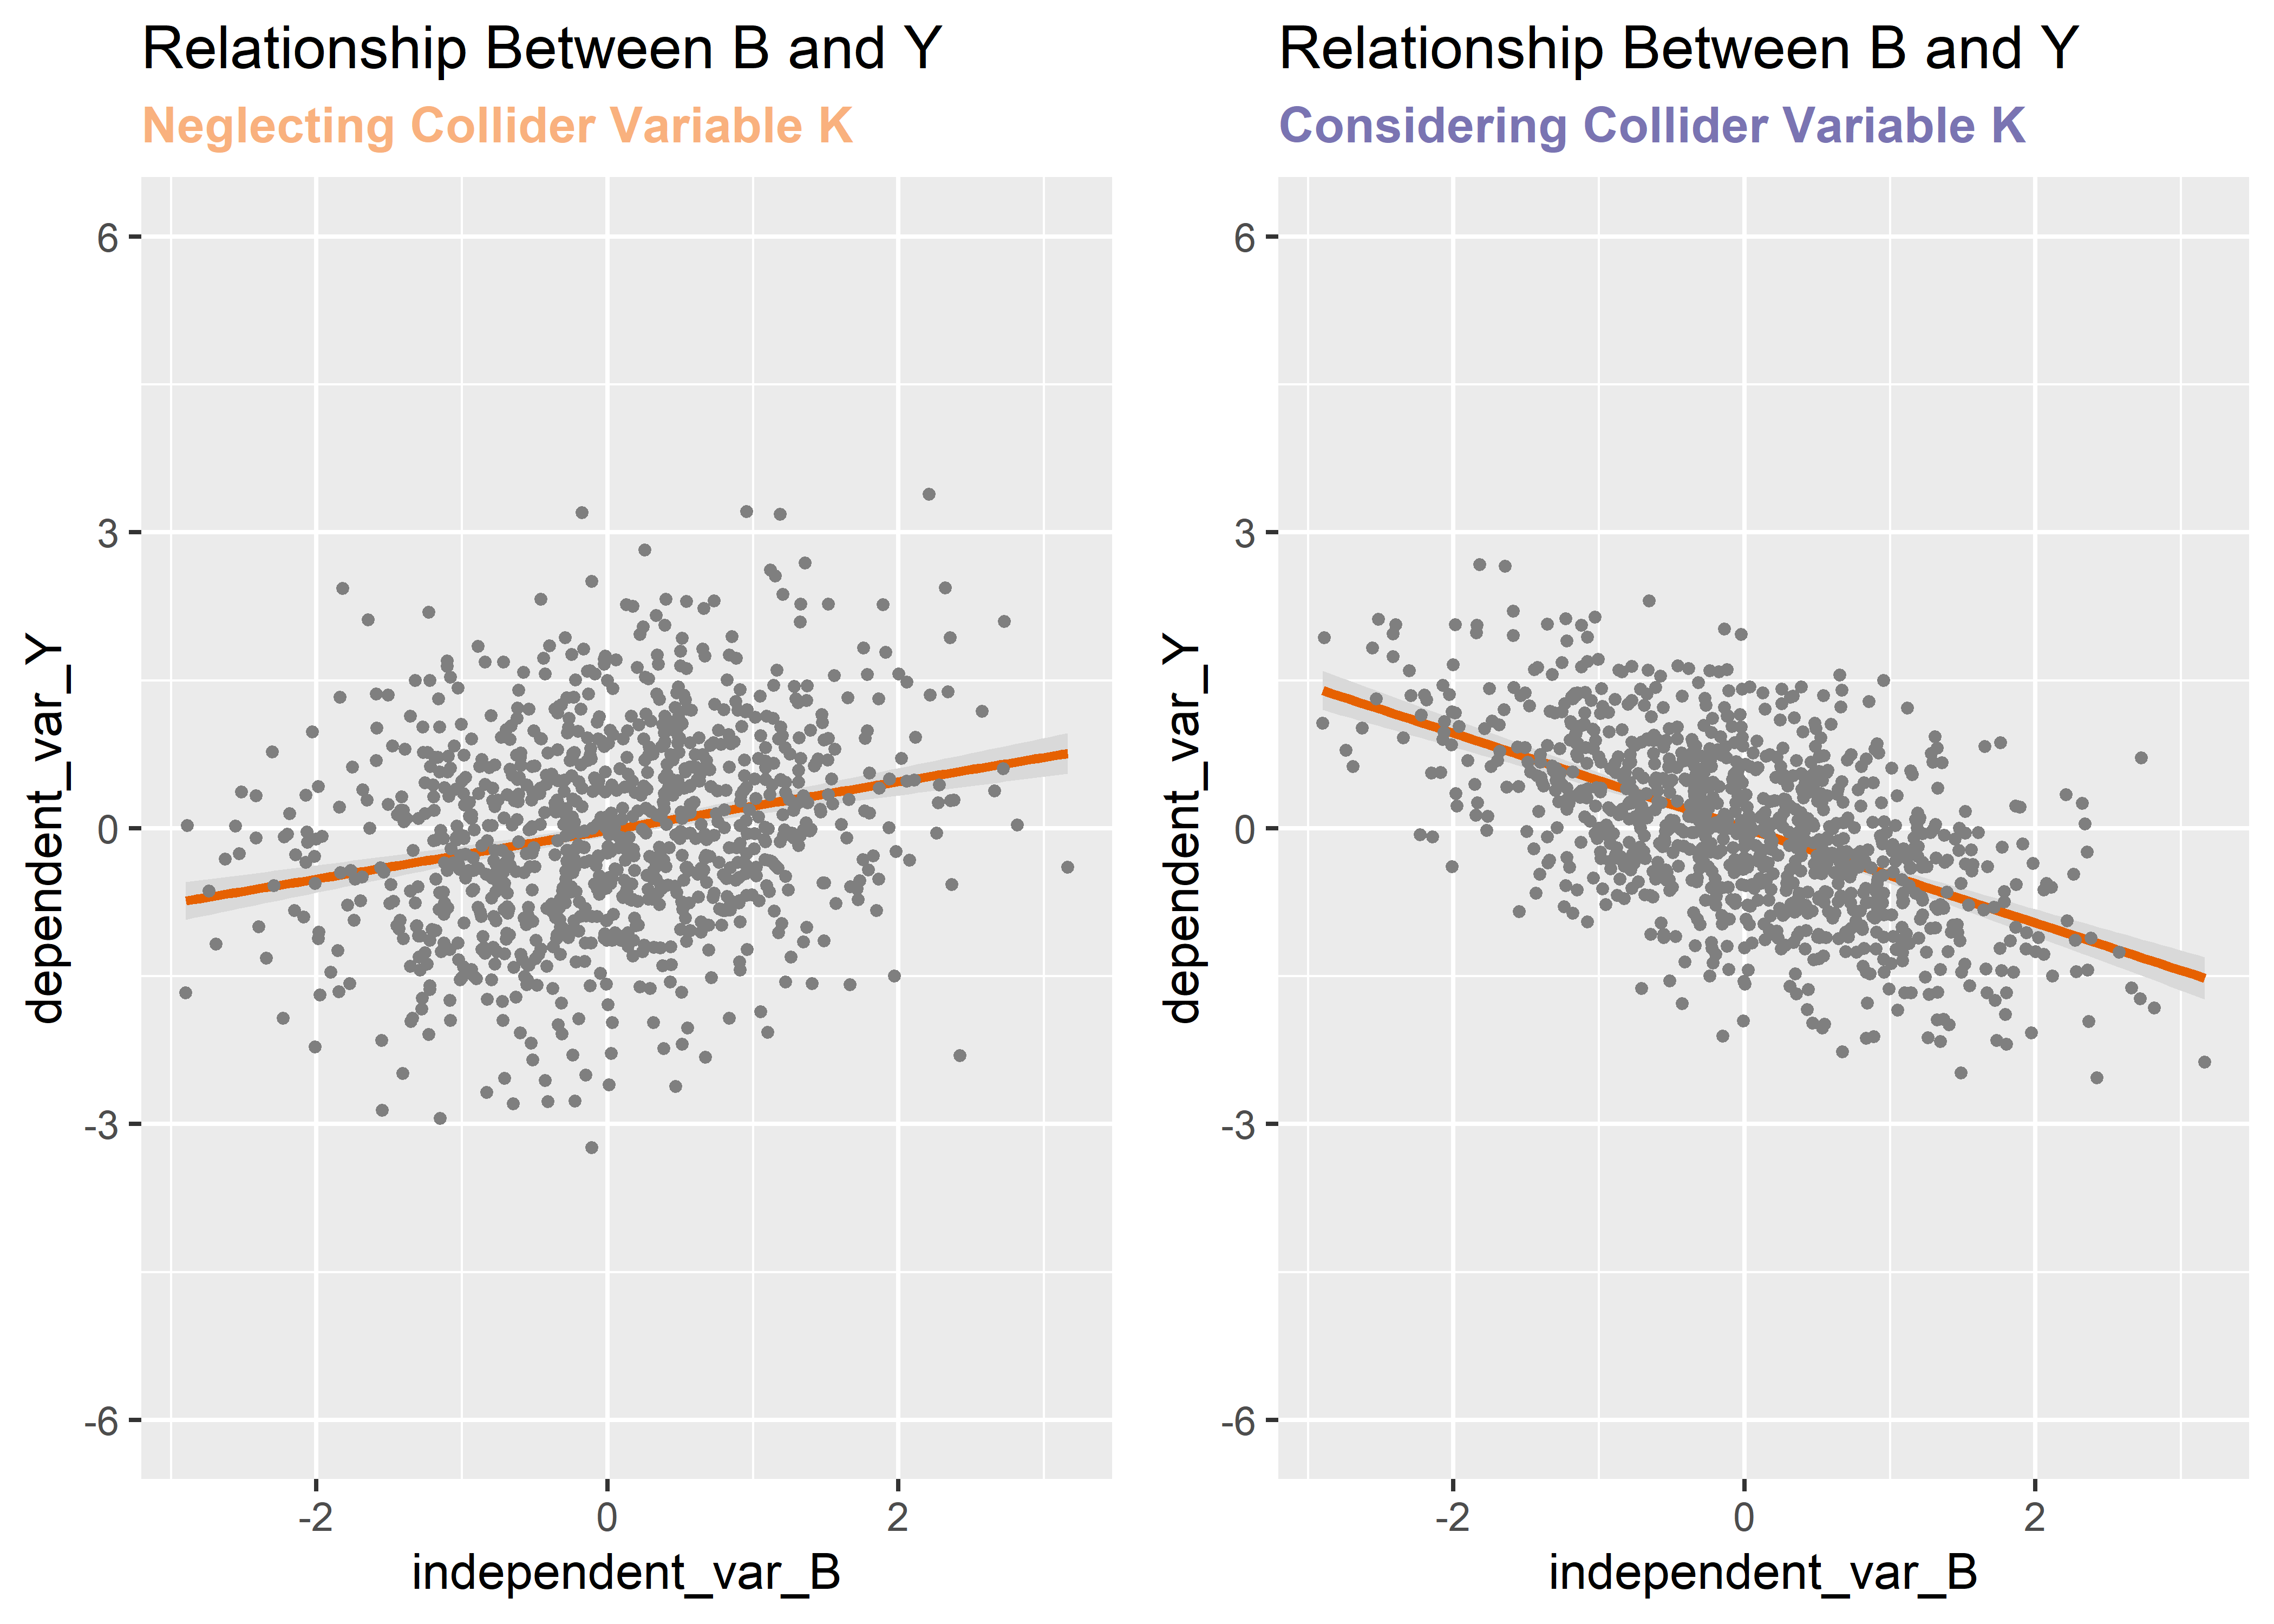 Relationship Between B and Y
Neglecting Collider Variable K
6
3
0
-3
-6
dependent_var_Y
-2 0 2
independent_var_B
Relationship Between B and Y
Considering Collider Variable K
6
3
0
-3
-6
dependent_var_Y
-2 0 2
independent_var_B